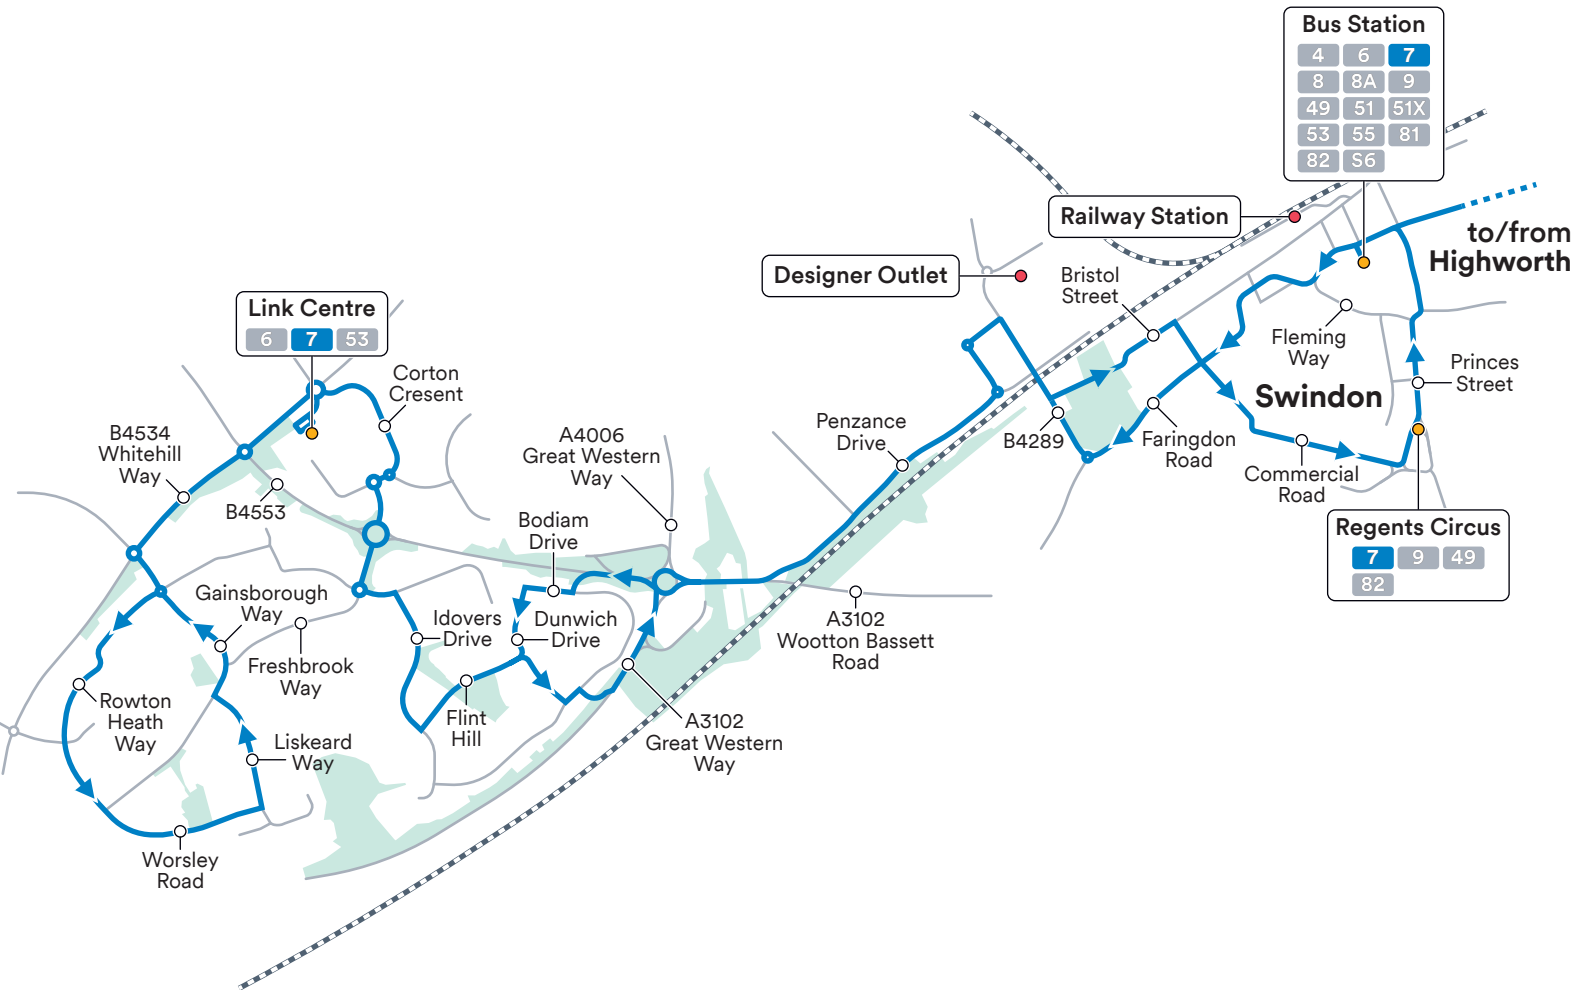 Bus Station
4 6 7
8 8A 9
49 51 51X
53 55 81
82 S6
Railway Station
to/from
Highworth
Designer Outlet
Bristol
Street
Link Centre
6 7 53
Fleming
Way
Princes
Street
Corton
Cresent
Swindon
B4534
Whitehill
Way
A4006
Great Western
Way
Penzance
Drive
B4289
Faringdon
Road
Commercial
Road
B4553
Bodiam
Drive
Regents Circus
7 9 49
82
Gainsborough
Way
Idovers
Drive
Dunwich
Drive
A3102
Wootton Bassett
Road
Freshbrook
Way
Rowton
Heath
Way
Flint
Hill
A3102
Great Western
Way
Liskeard
Way
Worsley
Road